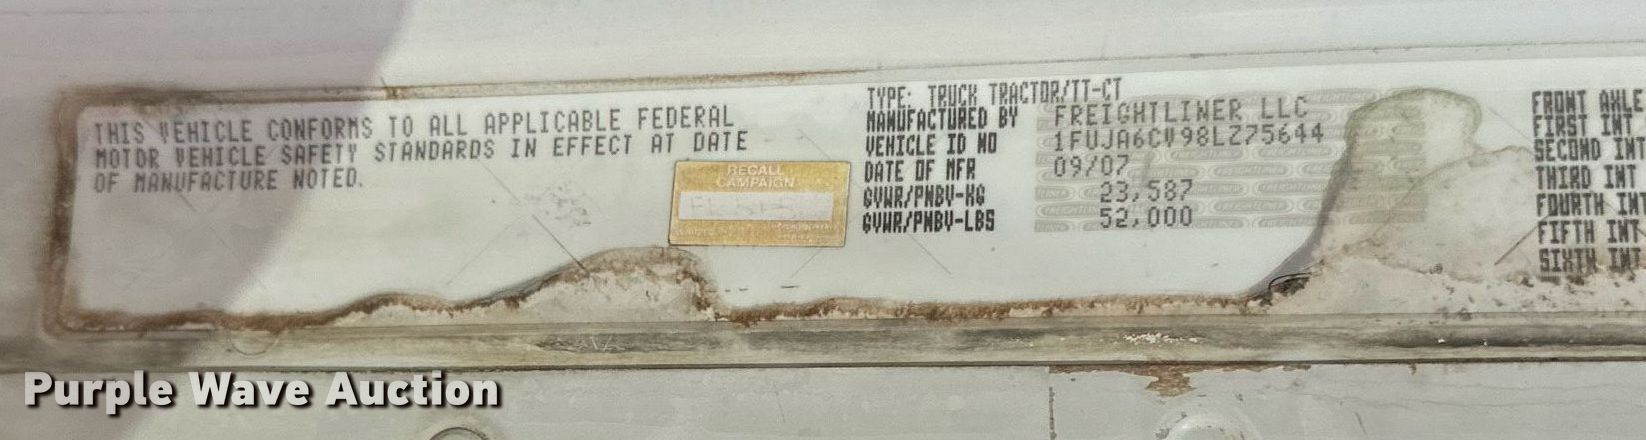 THIS VEHICLE CONFORMS TO ALL APPLICABLE FEDERAL
MOTOR VEHICLE SAFETY STANDARDS IN EFFECT AT DATE
OF MANUFACTURE NOTED.
RECALL
CAMPAIGN
TYPE: TRUCK TRACTOR/TT-CT
MANUFACTURED BY FREIGHTLINER LLC
VEHICLE ID NO 1FUJA6CV98LZ75644
DATE OF MFR 09/07
GVWR/PNBV-KG 23,587
GVWR/PNBV-LBS 52,000
FRONT AXLE
FIRST INT
SECOND INT
THIRD INT
FOURTH INT
FIFTH INT
SIXTH INT
Purple Wave Auction